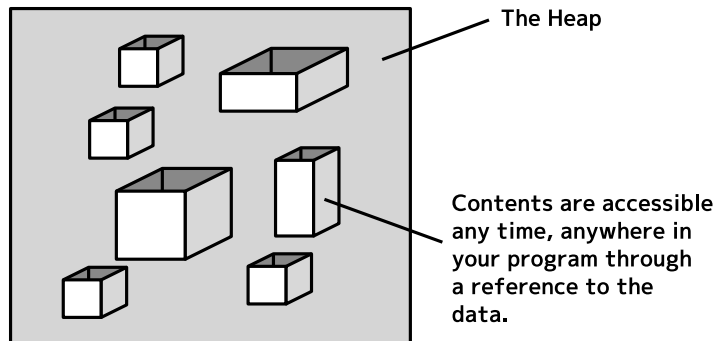 The Heap
Contents are accessible
any time, anywhere in
your program through
a reference to the
data.